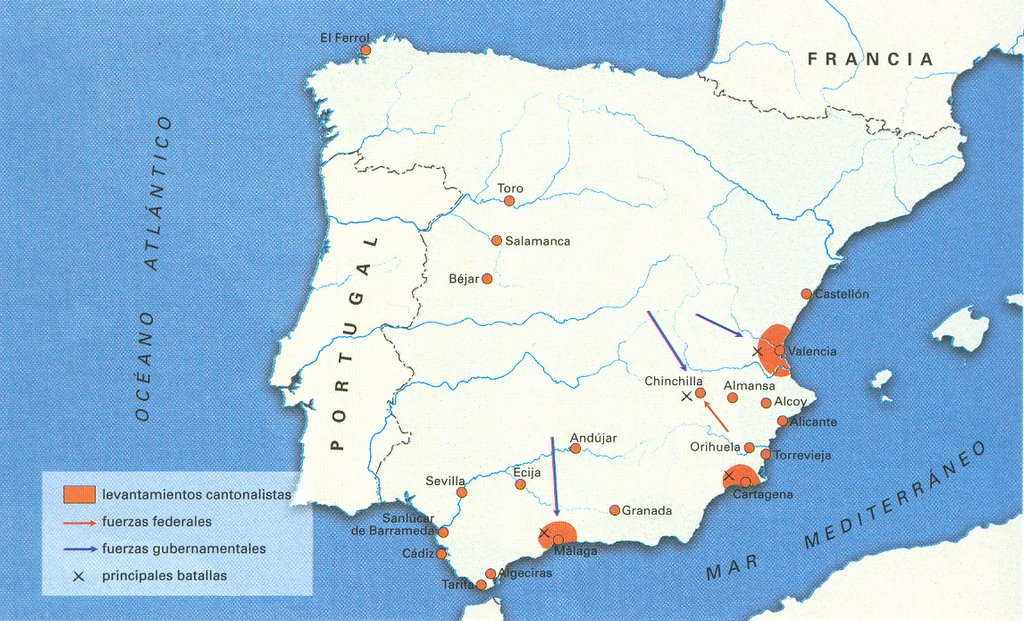 El Ferrol
FRANCIA
OCÉANO ATLÁNTICO
Toro
Salamanca
Béjar
PORTUGAL
Castellón
Valencia
Chinchilla
Almansa
Alcoy
Alicante
Andújar
Orihuela
Torrevieja
Sevilla
Écija
Cartagena
Granada
Sanlúcar
de Barrameda
Cádiz
Málaga
Algeciras
Tarifa
MAR MEDITERRÁNEO
levantamientos cantonalistas
fuerzas federales
fuerzas gubernamentales
principales batallas